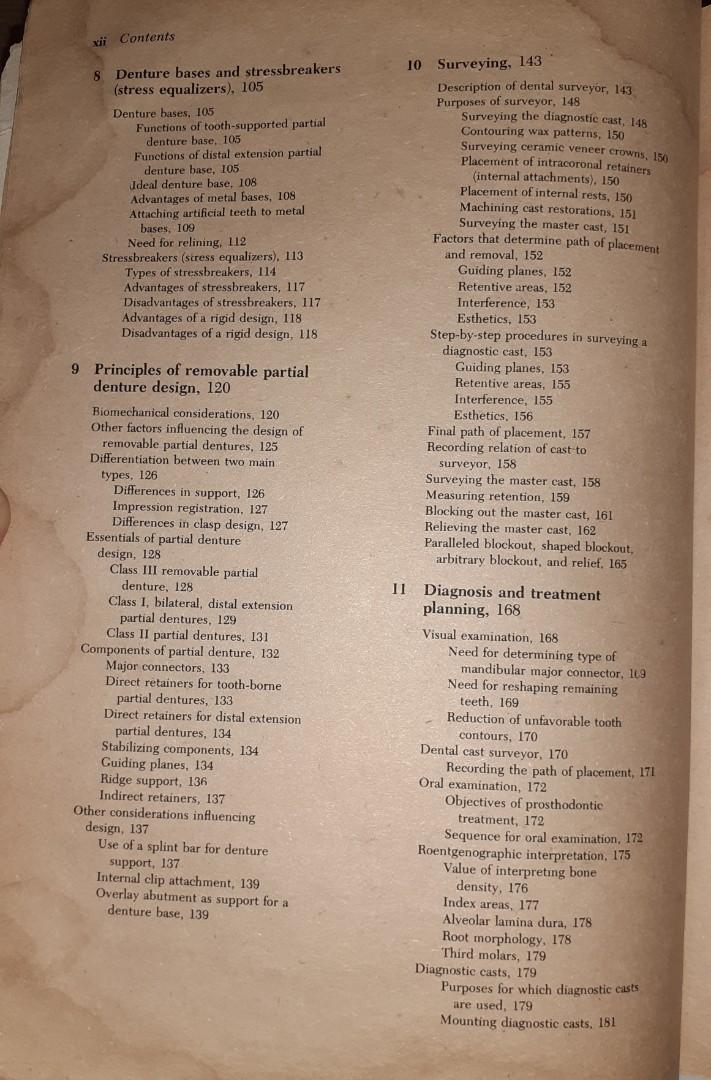 xii Contents
8 Denture bases and stressbreakers
(stress equalizers), 105
Denture bases, 105
Functions of tooth-supported partial
denture base, 105
Functions of distal extension partial
denture base, 105
Ideal denture base, 108
Advantages of metal bases, 108
Attaching artificial teeth to metal
bases, 109
Need for relining, 112
Stressbreakers (stress equalizers), 113
Types of stressbreakers, 114
Advantages of stressbreakers, 117
Disadvantages of stressbreakers, 117
Advantages of a rigid design, 118
Disadvantages of a rigid design, 118
9 Principles of removable partial
denture design, 120
Biomechanical considerations, 120
Other factors influencing the design of
removable partial dentures, 125
Differentiation between two main
types, 126
Differences in support, 126
Impression registration, 127
Differences in clasp design, 127
Essentials of partial denture
design, 128
Class III removable partial
denture, 128
Class I, bilateral, distal extension
partial dentures, 129
Class II partial dentures, 131
Components of partial denture, 132
Major connectors, 133
Direct retainers for tooth-borne
partial dentures, 133
Direct retainers for distal extension
partial dentures, 134
Stabilizing components, 134
Guiding planes, 134
Ridge support, 136
Indirect retainers, 137
Other considerations influencing
design, 137
Use of a splint bar for denture
support, 137
Internal clip attachment, 139
Overlay abutment as support for a
denture base, 139
10 Surveying, 143
Description of dental surveyor, 143
Purposes of surveyor, 148
Surveying the diagnostic cast, 148
Contouring wax patterns, 150
Surveying ceramic veneer crowns, 150
Placement of intracoronal retainers
(internal attachments), 150
Placement of internal rests, 150
Machining cast restorations, 151
Surveying the master cast, 151
Factors that determine path of placement
and removal, 152
Guiding planes, 152
Retentive areas, 152
Interference, 153
Esthetics, 153
Step-by-step procedures in surveying a
diagnostic cast, 153
Guiding planes, 153
Retentive areas, 155
Interference, 155
Esthetics, 156
Final path of placement, 157
Recording relation of cast to
surveyor, 158
Surveying the master cast, 158
Measuring retention, 159
Blocking out the master cast, 161
Relieving the master cast, 162
Paralleled blockout, shaped blockout,
arbitrary blockout, and relief, 165
11 Diagnosis and treatment
planning, 168
Visual examination, 168
Need for determining type of
mandibular major connector, 169
Need for reshaping remaining
teeth, 169
Reduction of unfavorable tooth
contours, 170
Dental cast surveyor, 170
Recording the path of placement, 171
Oral examination, 172
Objectives of prosthodontic
treatment, 172
Sequence for oral examination, 172
Roentgenographic interpretation, 175
Value of interpreting bone
density, 176
Index areas, 177
Alveolar lamina dura, 178
Root morphology, 178
Third molars, 179
Diagnostic casts, 179
Purposes for which diagnostic casts
are used, 179
Mounting diagnostic casts, 181